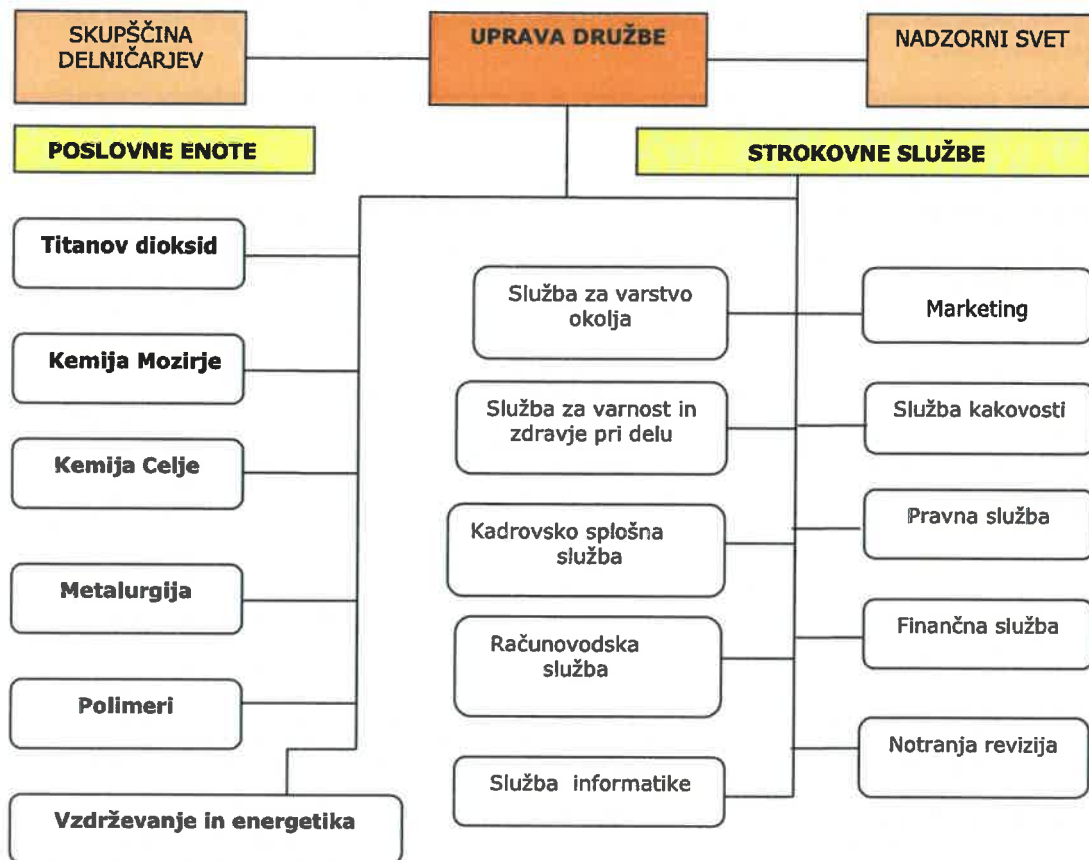 SKUPŠČINA
DELNIČARJEV
UPRAVA DRUŽBE
NADZORNI SVET
POSLOVNE ENOTE
STROKOVNE SLUŽBE
Titanov dioksid
Kemija Mozirje
Kemija Celje
Metalurgija
Polimeri
Vzdrževanje in energetika
Služba za varstvo
okolja
Služba za varnost in
zdravje pri delu
Kadrovsko splošna
služba
Računovodska
služba
Služba informatike
Marketing
Služba kakovosti
Pravna služba
Finančna služba
Notranja revizija